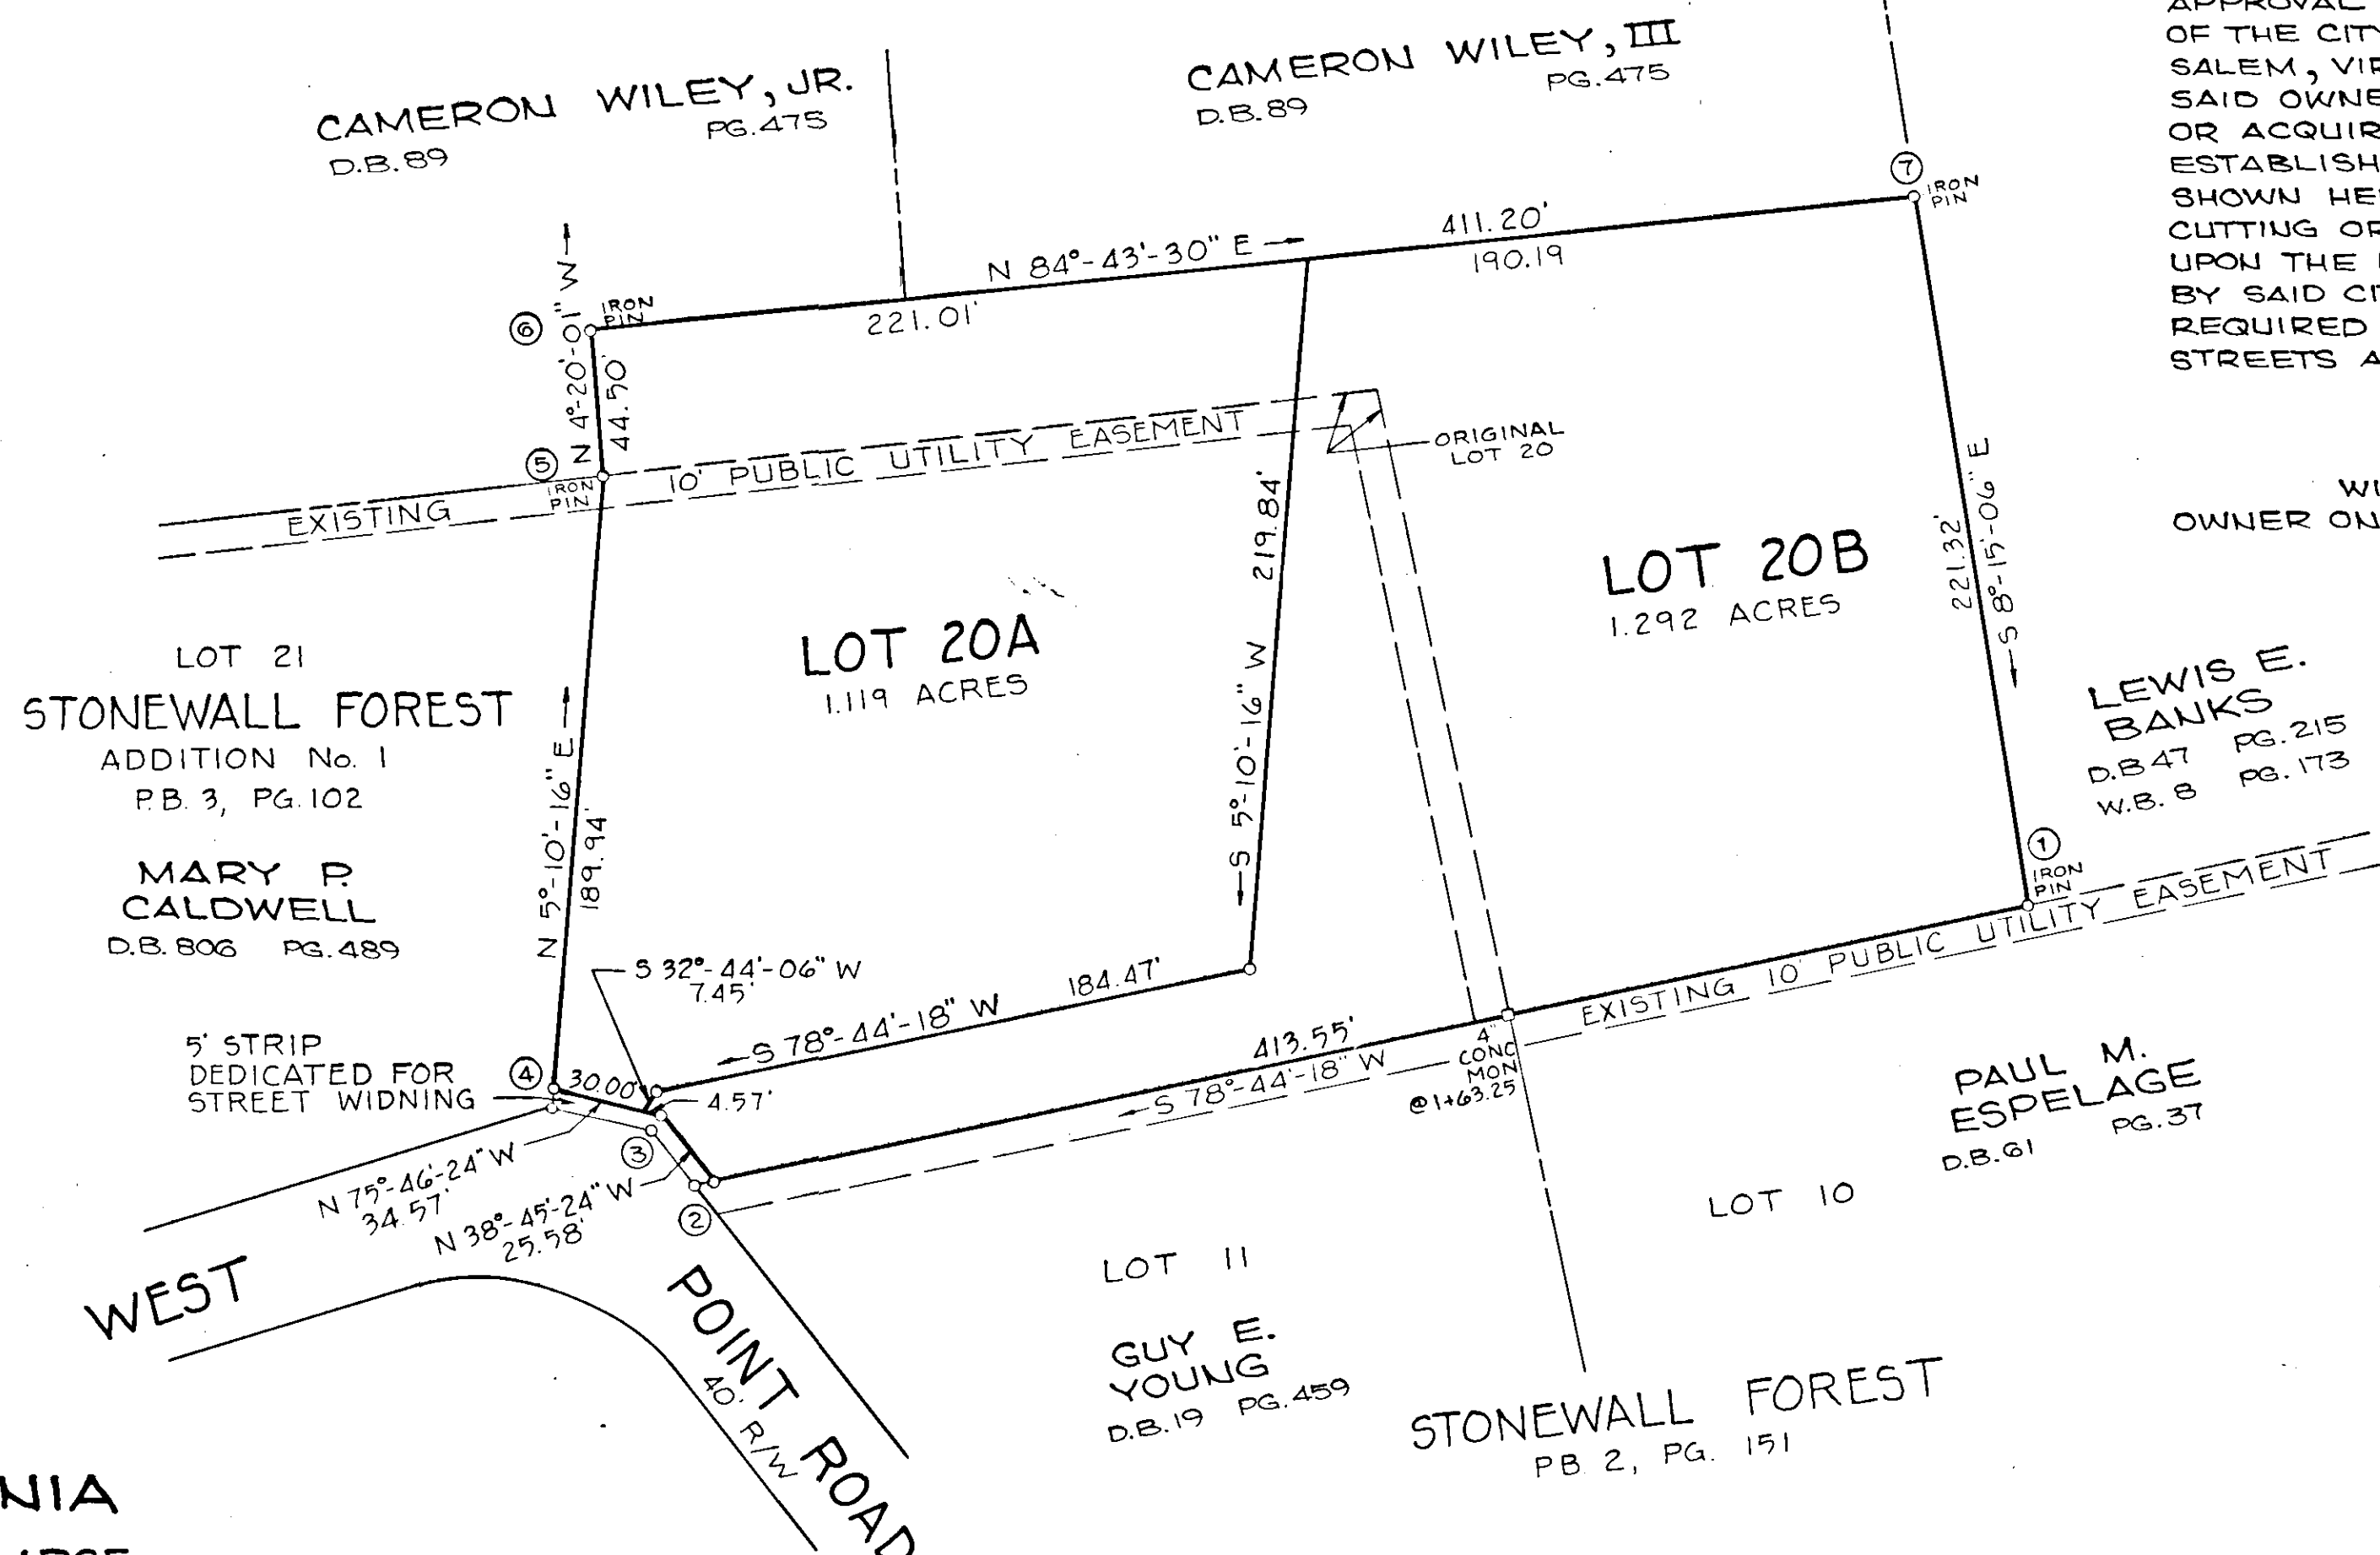 CAMERON WILEY, JR.
D.B.89 PG.475
CAMERON WILEY, III
D.B.89 PG.475
APPROVAL
OF THE CITY
SALEM, VIR
SAID OWNE
OR ACQUIR
ESTABLISH
SHOWN HE
CUTTING OR
UPON THE
BY SAID CI
REQUIRED
STREETS A
WI
OWNER ON
7
IRON
PIN
411.20'
N 84°-43'-30" E
190.19
221.01'
6
IRON
PIN
N 4°-20'-01" W
44.50'
5
IRON
PIN
EXISTING 10' PUBLIC UTILITY EASEMENT
ORIGINAL
LOT 20
219.84'
S 5°-10'-16" W
LOT 20B
1.292 ACRES
221.32'
S 8°-15'-06" E
LOT 20A
1.119 ACRES
LOT 21
STONEWALL FOREST
ADDITION No. 1
P.B. 3, PG.102
MARY P.
CALDWELL
D.B. 806 PG.489
N 5°-10'-16" E
189.94'
LEWIS E.
BANKS
D.B 47 PG.215
W.B. 8 PG.173
1
IRON
PIN
EXISTING 10' PUBLIC UTILITY EASEMENT
S 32°-44'-06" W
7.45'
S 78°-44'-18" W 184.47'
5' STRIP
DEDICATED FOR
STREET WIDNING
4
30.00'
4.57'
3
413.55'
S 78°-44'-18" W
4"
CONC
MON
@1+63.25
N 75°-46'-24" W
34.57'
N 38°-45'-24" W
25.58'
2
PAUL M.
ESPELAGE
D.B.61 PG.37
LOT 10
LOT 11
GUY E.
YOUNG
D.B.19 PG.459
WEST POINT ROAD
40' R/W
STONEWALL FOREST
PB 2, PG. 151
NIA